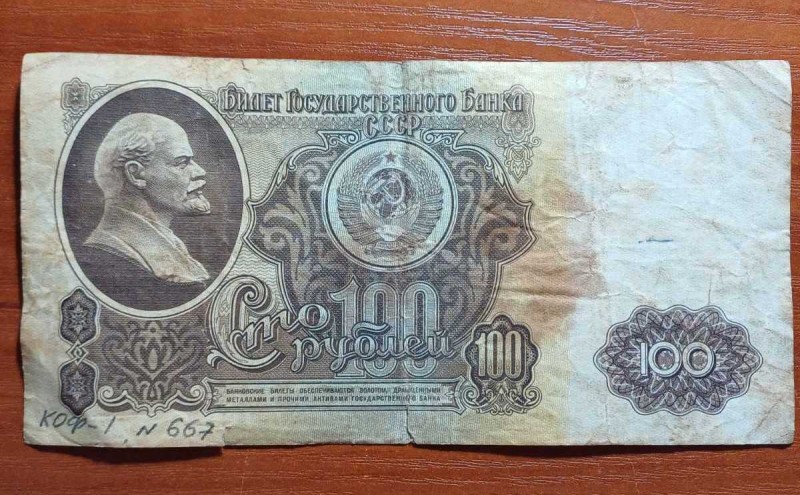 Билет Государственного Банка
СССР
Сто 100
рублей
100
100
БАНКОВСКИЕ БИЛЕТЫ ОБЕСПЕЧИВАЮТСЯ ЗОЛОТОМ, ДРАГОЦЕННЫМИ
МЕТАЛЛАМИ И ПРОЧИМИ АКТИВАМИ ГОСУДАРСТВЕННОГО БАНКА
КОФ-1 N 667